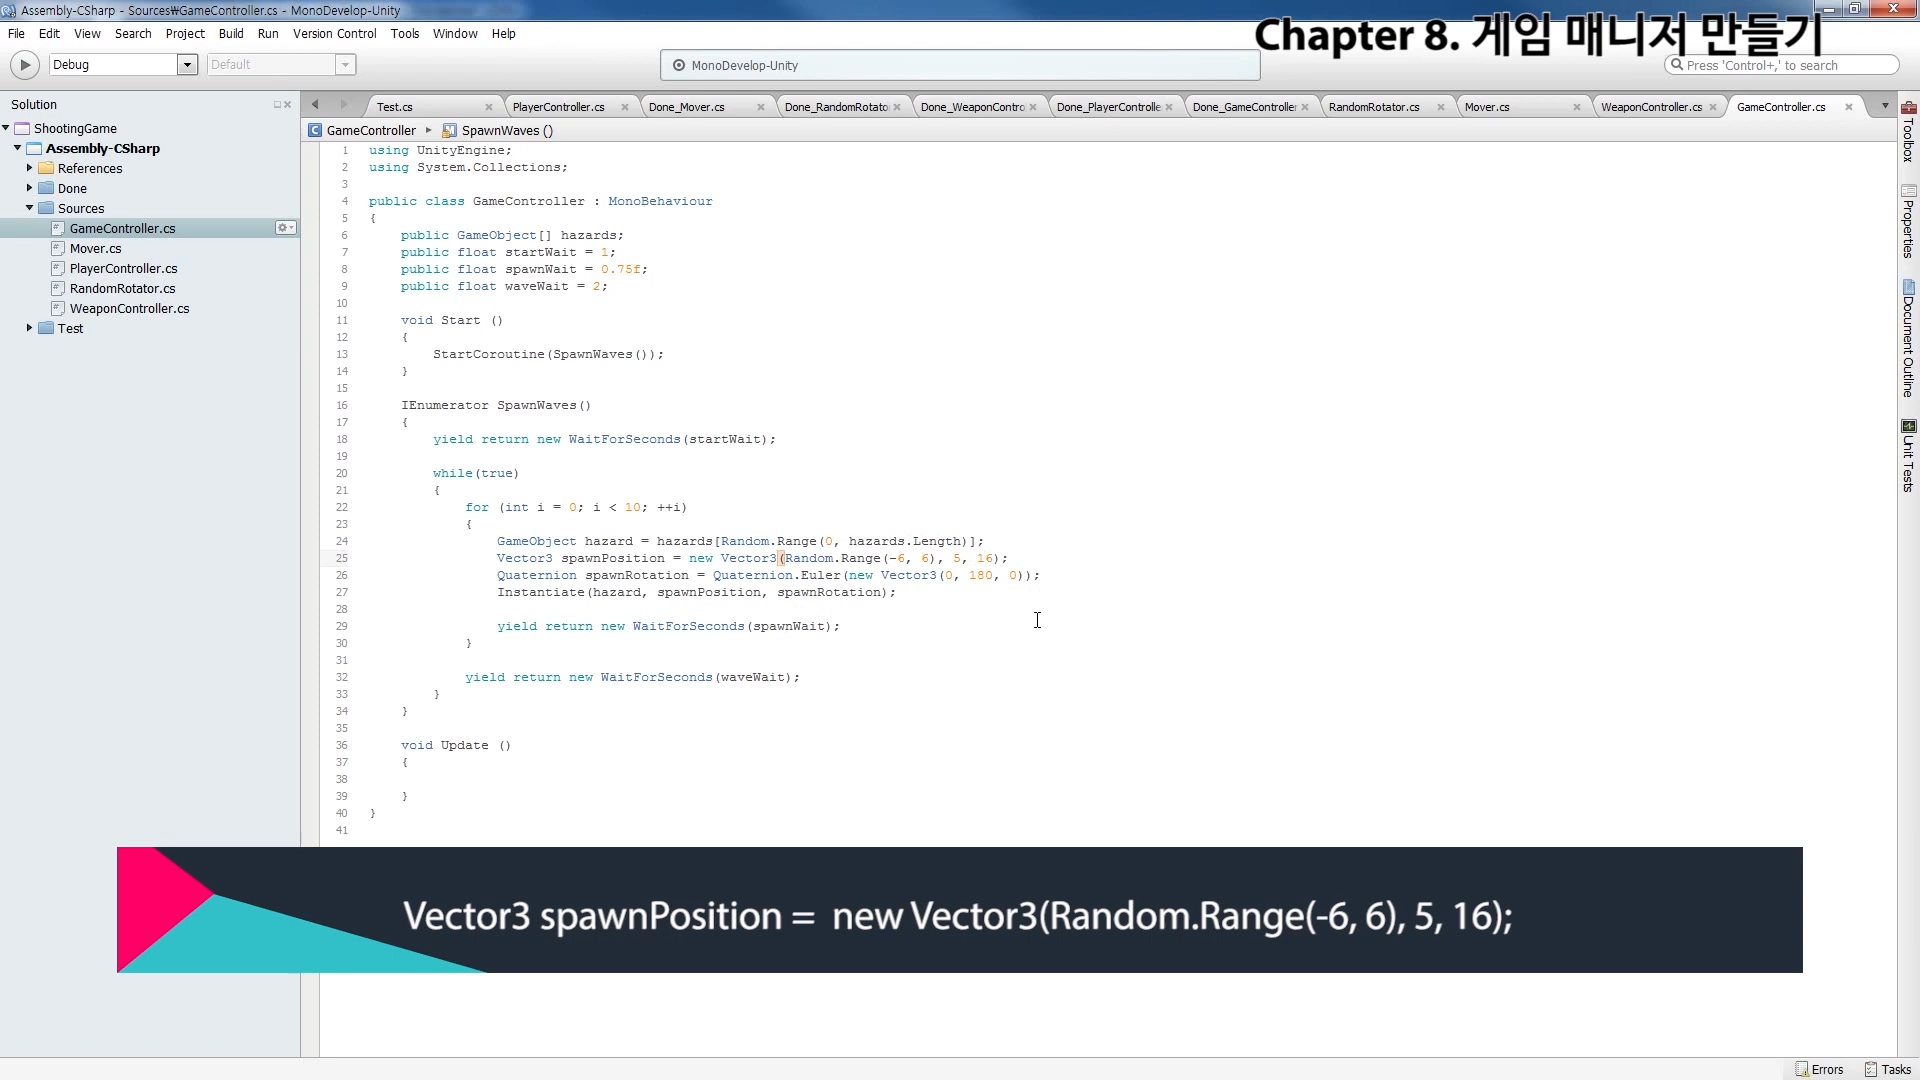 Assembly-CSharp - Sources₩GameController.cs - MonoDevelop-Unity
File Edit View Search Project Build Run Version Control Tools Window Help
Chapter 8. 게임 매니저 만들기
Debug
Default
MonoDevelop-Unity
Press 'Control+,' to search
Solution
Test.cs
PlayerController.cs
Done_Mover.cs
Done_RandomRotato
Done_WeaponContro
Done_PlayerControlle
Done_GameController
RandomRotator.cs
Mover.cs
WeaponController.cs
GameController.cs
GameController
SpawnWaves ()
ShootingGame
Assembly-CSharp
References
Done
Sources
GameController.cs
Mover.cs
PlayerController.cs
RandomRotator.cs
WeaponController.cs
Test
1 using UnityEngine;
2 using System.Collections;
3
4 public class GameController : MonoBehaviour
5 {
6 public GameObject[] hazards;
7 public float startWait = 1;
8 public float spawnWait = 0.75f;
9 public float waveWait = 2;
10
11 void Start ()
12 {
13 StartCoroutine(SpawnWaves());
14 }
15
16 IEnumerator SpawnWaves()
17 {
18 yield return new WaitForSeconds(startWait);
19
20 while(true)
21 {
22 for (int i = 0; i < 10; ++i)
23 {
24 GameObject hazard = hazards[Random.Range(0, hazards.Length)];
25 Vector3 spawnPosition = new Vector3(Random.Range(-6, 6), 5, 16);
26 Quaternion spawnRotation = Quaternion.Euler(new Vector3(0, 180, 0));
27 Instantiate(hazard, spawnPosition, spawnRotation);
28
29 yield return new WaitForSeconds(spawnWait);
30 }
31
32 yield return new WaitForSeconds(waveWait);
33 }
34 }
35
36 void Update ()
37 {
38
39 }
40 }
41
Toolbox
Properties
Document Outline
Unit Tests
Vector3 spawnPosition = new Vector3(Random.Range(-6, 6), 5, 16);
Errors
Tasks